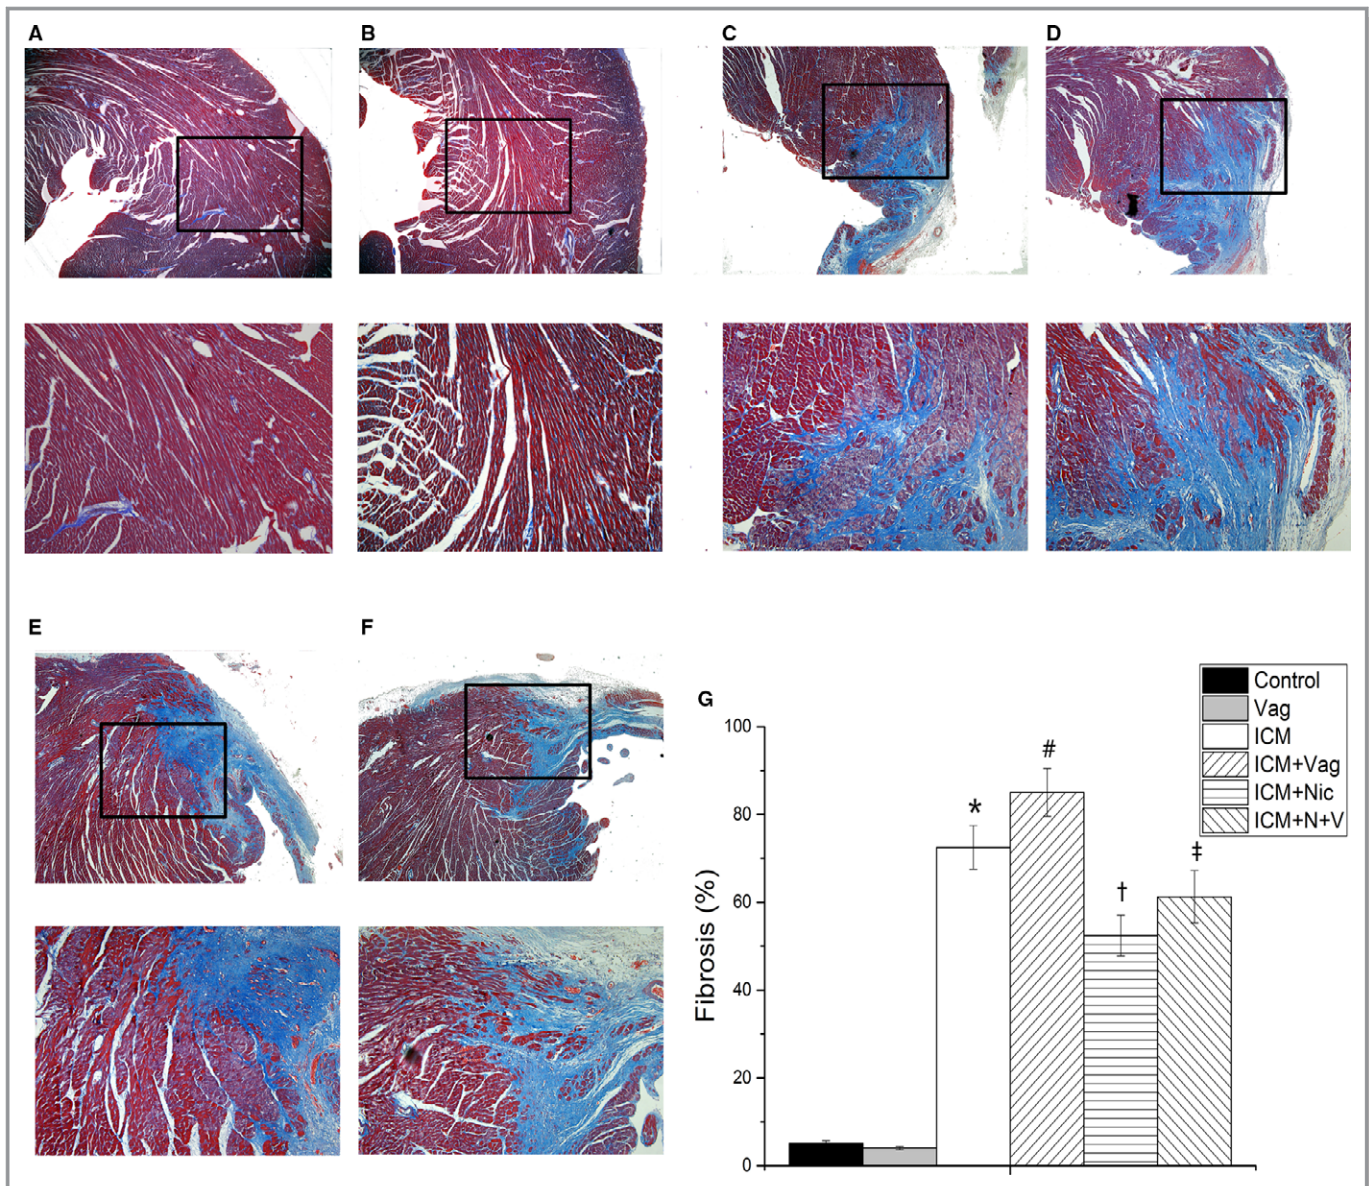 A
B
C
D
E
F
G
Control
Vag
ICM
ICM+Vag
ICM+Nic
ICM+N+V
Fibrosis (%)
100
80
60
40
20
0
*
#
†
‡